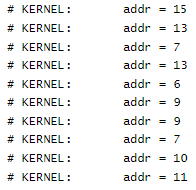 # KERNEL: addr = 15
# KERNEL: addr = 13
# KERNEL: addr = 7
# KERNEL: addr = 13
# KERNEL: addr = 6
# KERNEL: addr = 9
# KERNEL: addr = 9
# KERNEL: addr = 7
# KERNEL: addr = 10
# KERNEL: addr = 11